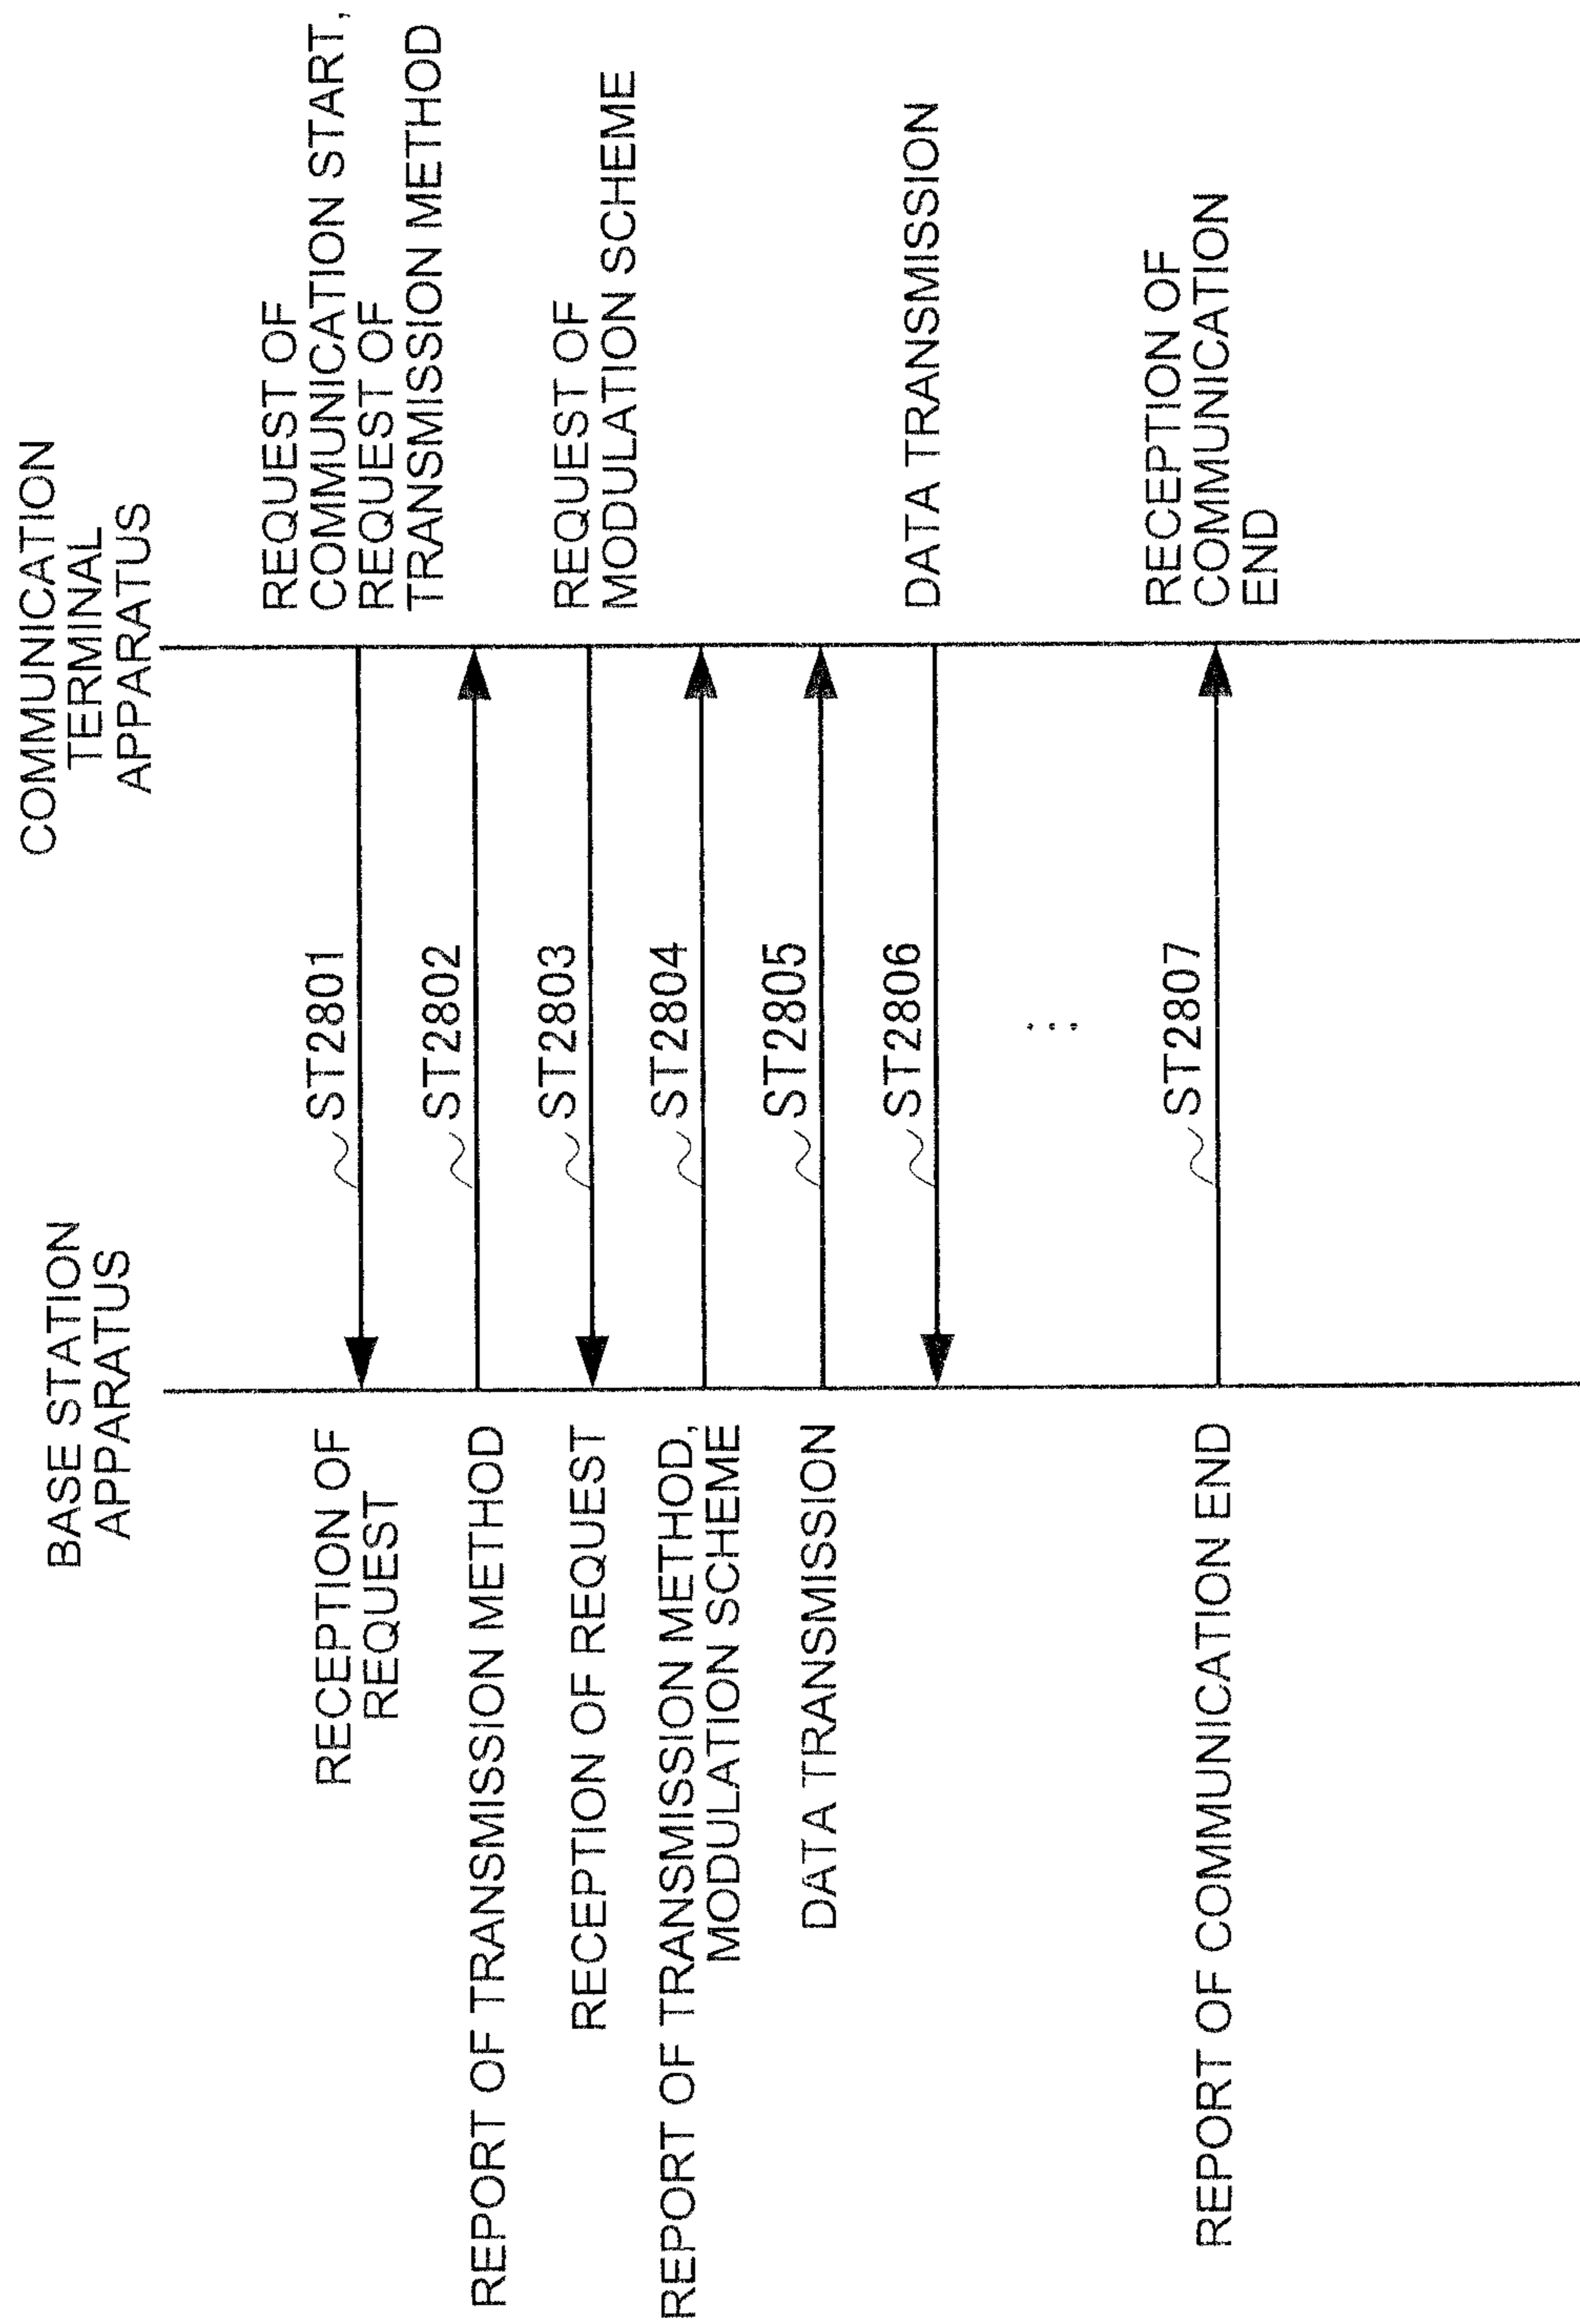 BASE STATION
APPARATUS
COMMUNICATION
TERMINAL
APPARATUS
RECEPTION OF
REQUEST
ST2801
REQUEST OF
COMMUNICATION START,
REQUEST OF
TRANSMISSION METHOD
REPORT OF TRANSMISSION METHOD
ST2802
RECEPTION OF REQUEST
ST2803
REQUEST OF
MODULATION SCHEME
REPORT OF TRANSMISSION METHOD,
MODULATION SCHEME
ST2804
DATA TRANSMISSION
ST2805
ST2806
DATA TRANSMISSION
REPORT OF COMMUNICATION END
ST2807
RECEPTION OF
COMMUNICATION
END